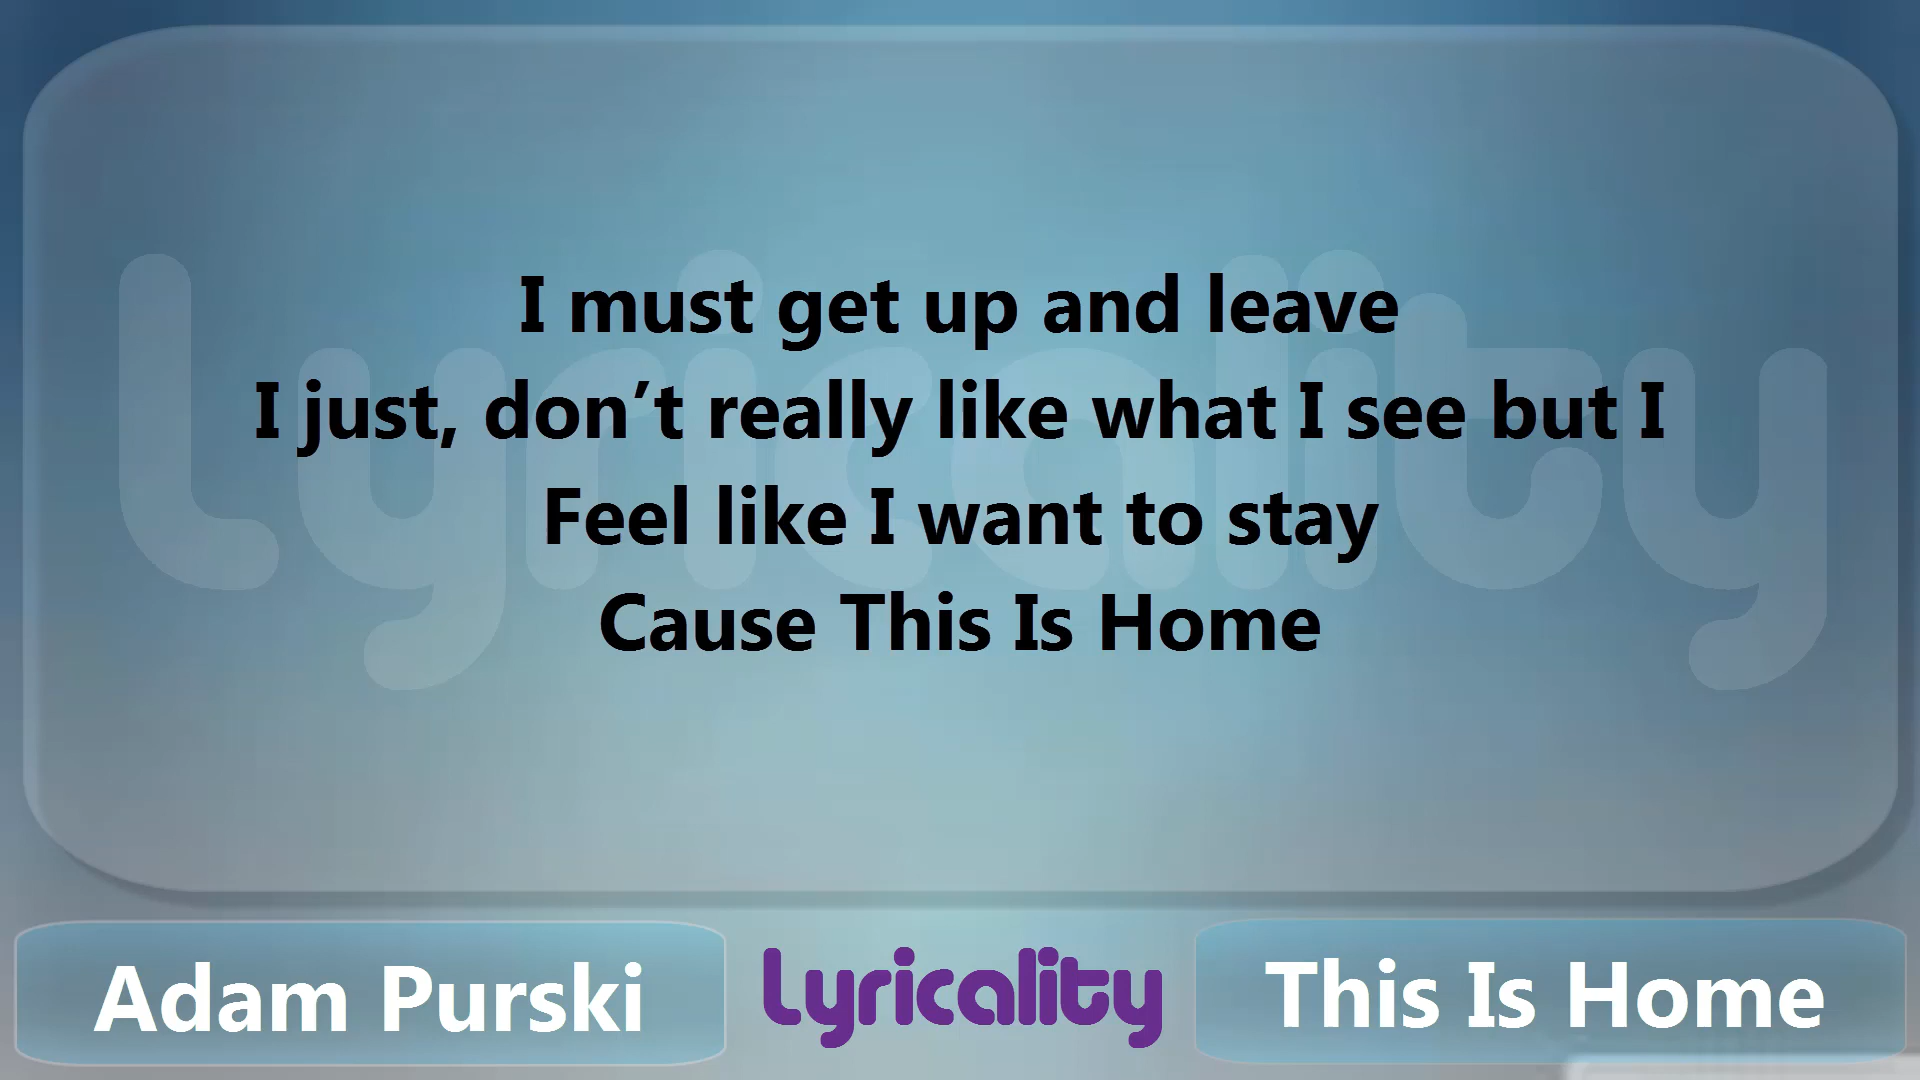 I must get up and leave
I just, don’t really like what I see but I
Feel like I want to stay
Cause This Is Home
Lyricality
Adam Purski
Lyricality
This Is Home